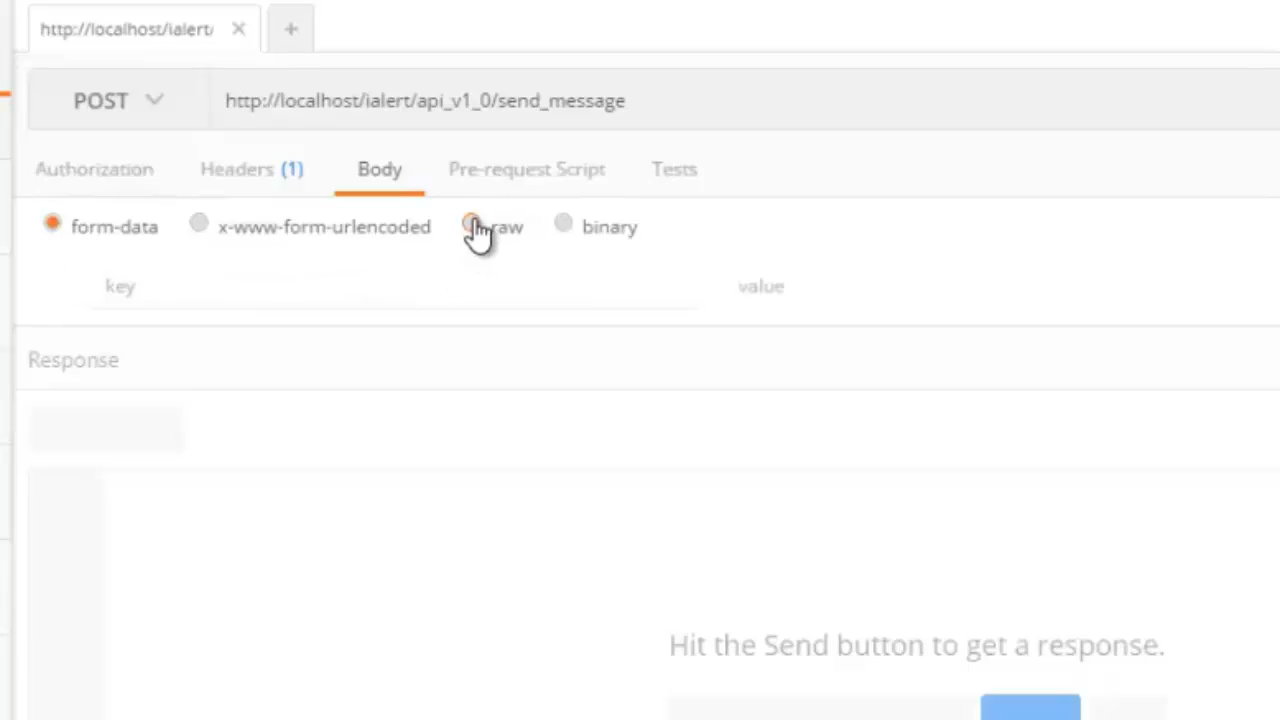 http://localhost/ialert/
POST http://localhost/ialert/api_v1_0/send_message
Authorization Headers (1) Body Pre-request Script Tests
form-data x-www-form-urlencoded raw binary
key value
Response
Hit the Send button to get a response.